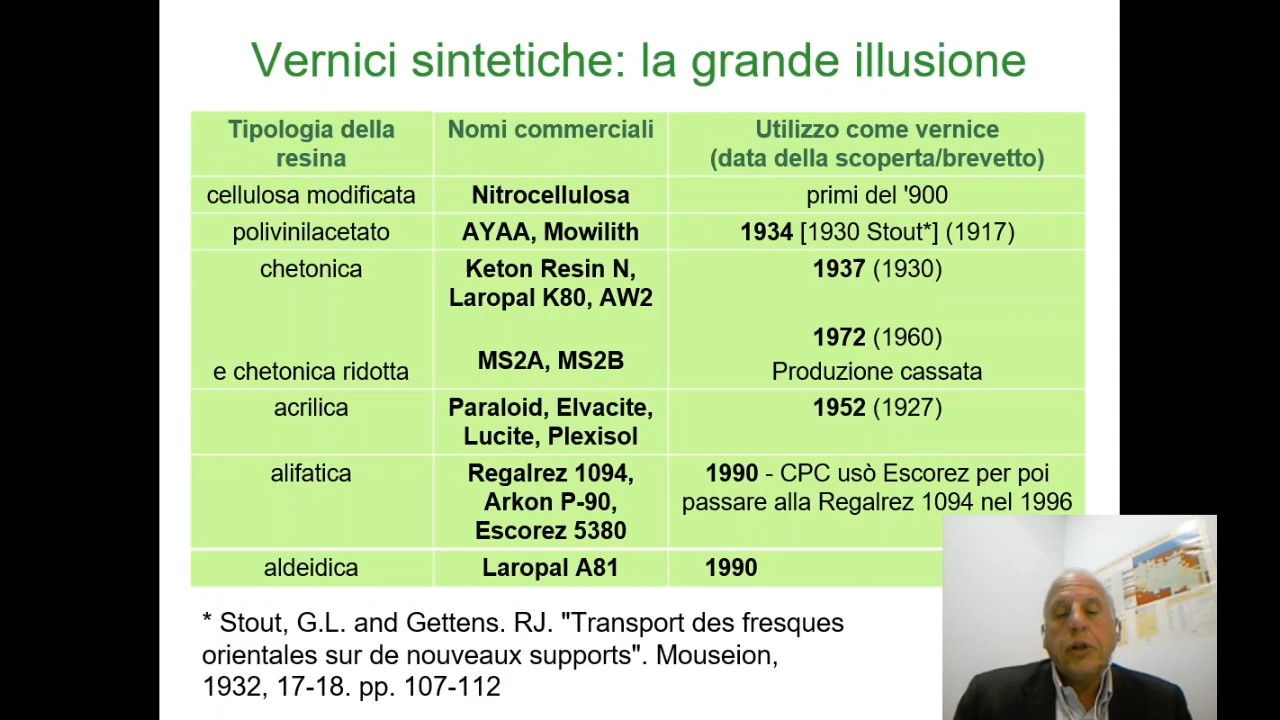 Vernici sintetiche: la grande illusione
Tipologia della resina
Nomi commerciali
Utilizzo come vernice
(data della scoperta/brevetto)
cellulosa modificata
Nitrocellulosa
primi del '900
polivinilacetato
AYAA, Mowilith
1934 [1930 Stout*] (1917)
chetonica
Keton Resin N,
Laropal K80, AW2
1937 (1930)
e chetonica ridotta
MS2A, MS2B
1972 (1960)
Produzione cassata
acrilica
Paraloid, Elvacite,
Lucite, Plexisol
1952 (1927)
alifatica
Regalrez 1094,
Arkon P-90,
Escorez 5380
1990 - CPC usò Escorez per poi
passare alla Regalrez 1094 nel 1996
aldeidica
Laropal A81
1990
* Stout, G.L. and Gettens. RJ. "Transport des fresques
orientales sur de nouveaux supports". Mouseion,
1932, 17-18. pp. 107-112